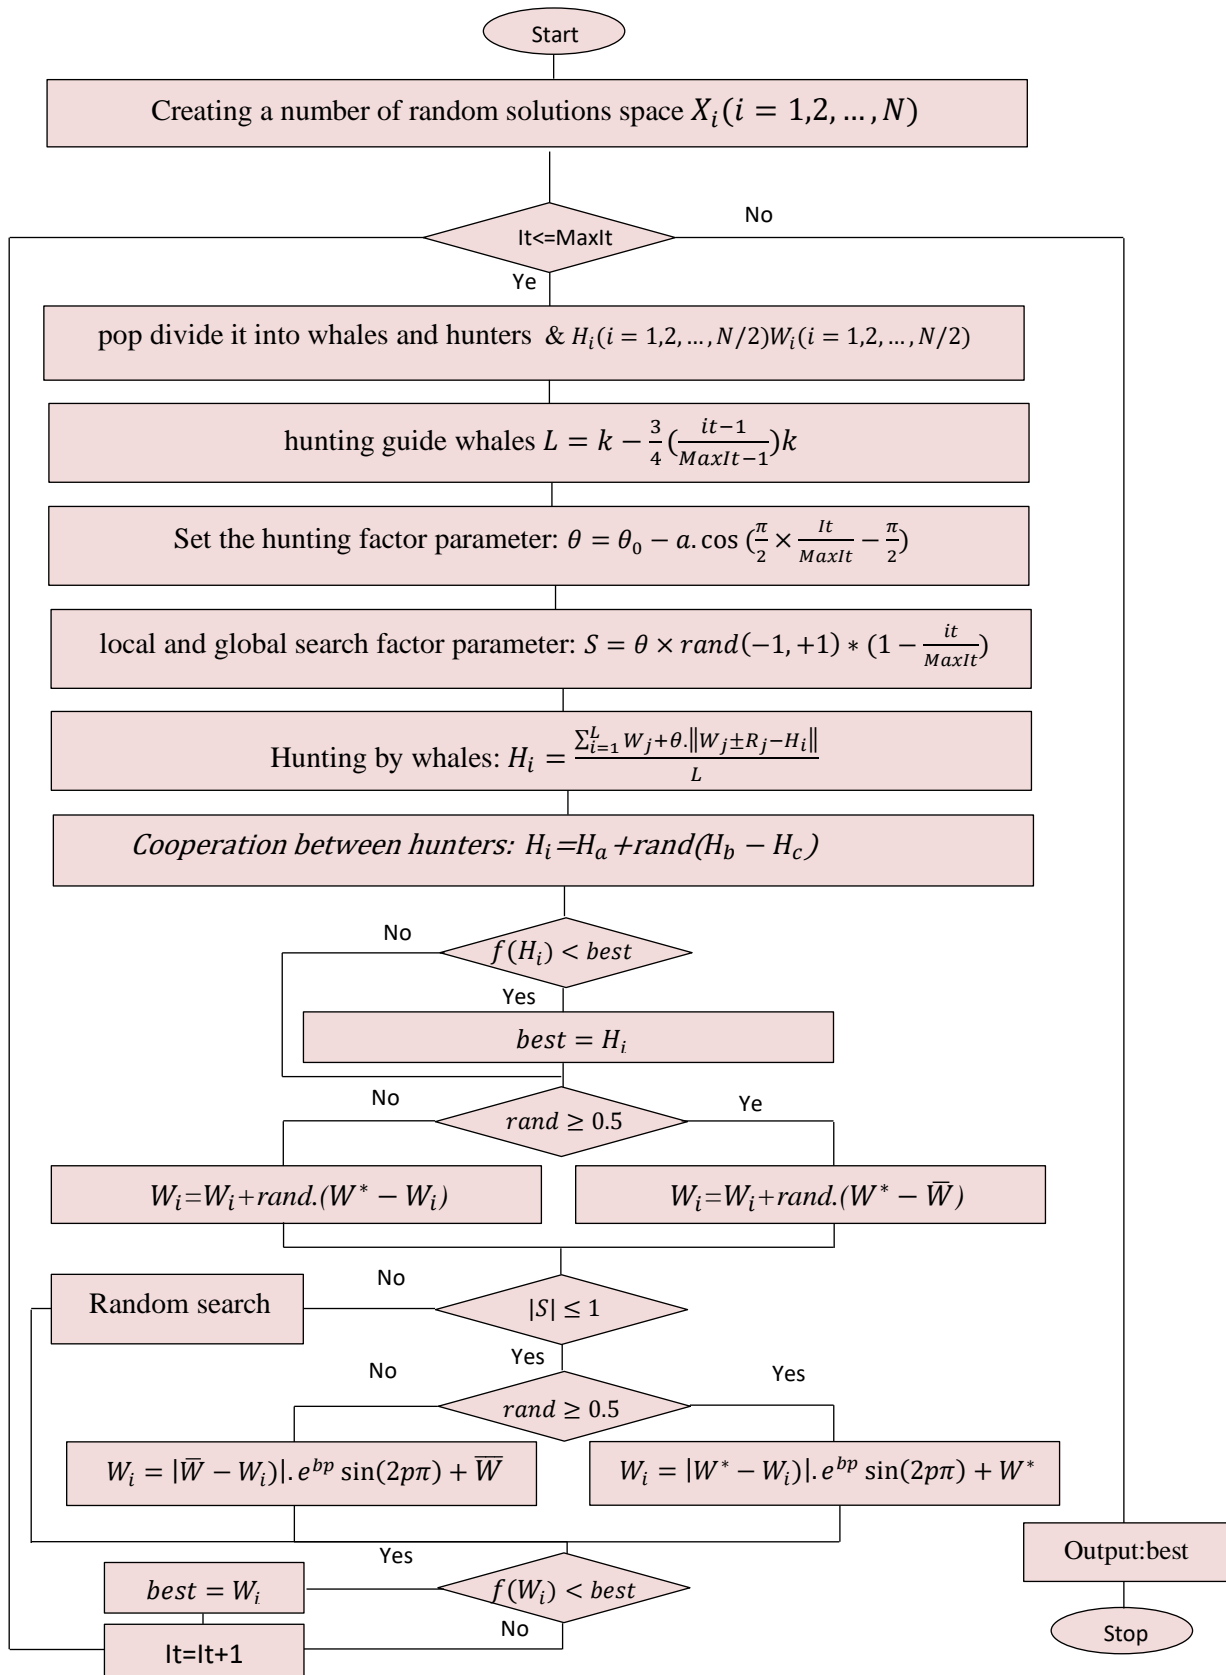 Start
Creating a number of random solutions space X_i(i = 1,2, … , N)
It<=MaxIt
No
Ye
pop divide it into whales and hunters & H_i(i = 1,2, … , N/2)W_i(i = 1,2, … , N/2)
hunting guide whales L = k − 3/4(it−1/MaxIt−1)k
Set the hunting factor parameter: θ = θ_0 − a. cos (π/2 × It/MaxIt − π/2)
local and global search factor parameter: S = θ × rand(−1, +1) * (1 − it/MaxIt)
Hunting by whales: H_i = ∑_{i=1}^{L} W_j+θ.‖W_j±R_j−H_i‖ / L
Cooperation between hunters: H_i=H_a+rand(H_b − H_c)
No
f(H_i) < best
Yes
best = H_i
No
rand ≥ 0.5
Ye
W_i=W_i+rand.(W* − W_i)
W_i=W_i+rand.(W* − W̅)
No
Random search
|S| ≤ 1
Yes
No
rand ≥ 0.5
Yes
W_i = |W̅ − W_i)|. e^{bp} sin(2pπ) + W̅
W_i = |W* − W_i)|. e^{bp} sin(2pπ) + W*
Output:best
Yes
best = W_i
f(W_i) < best
No
It=It+1
Stop